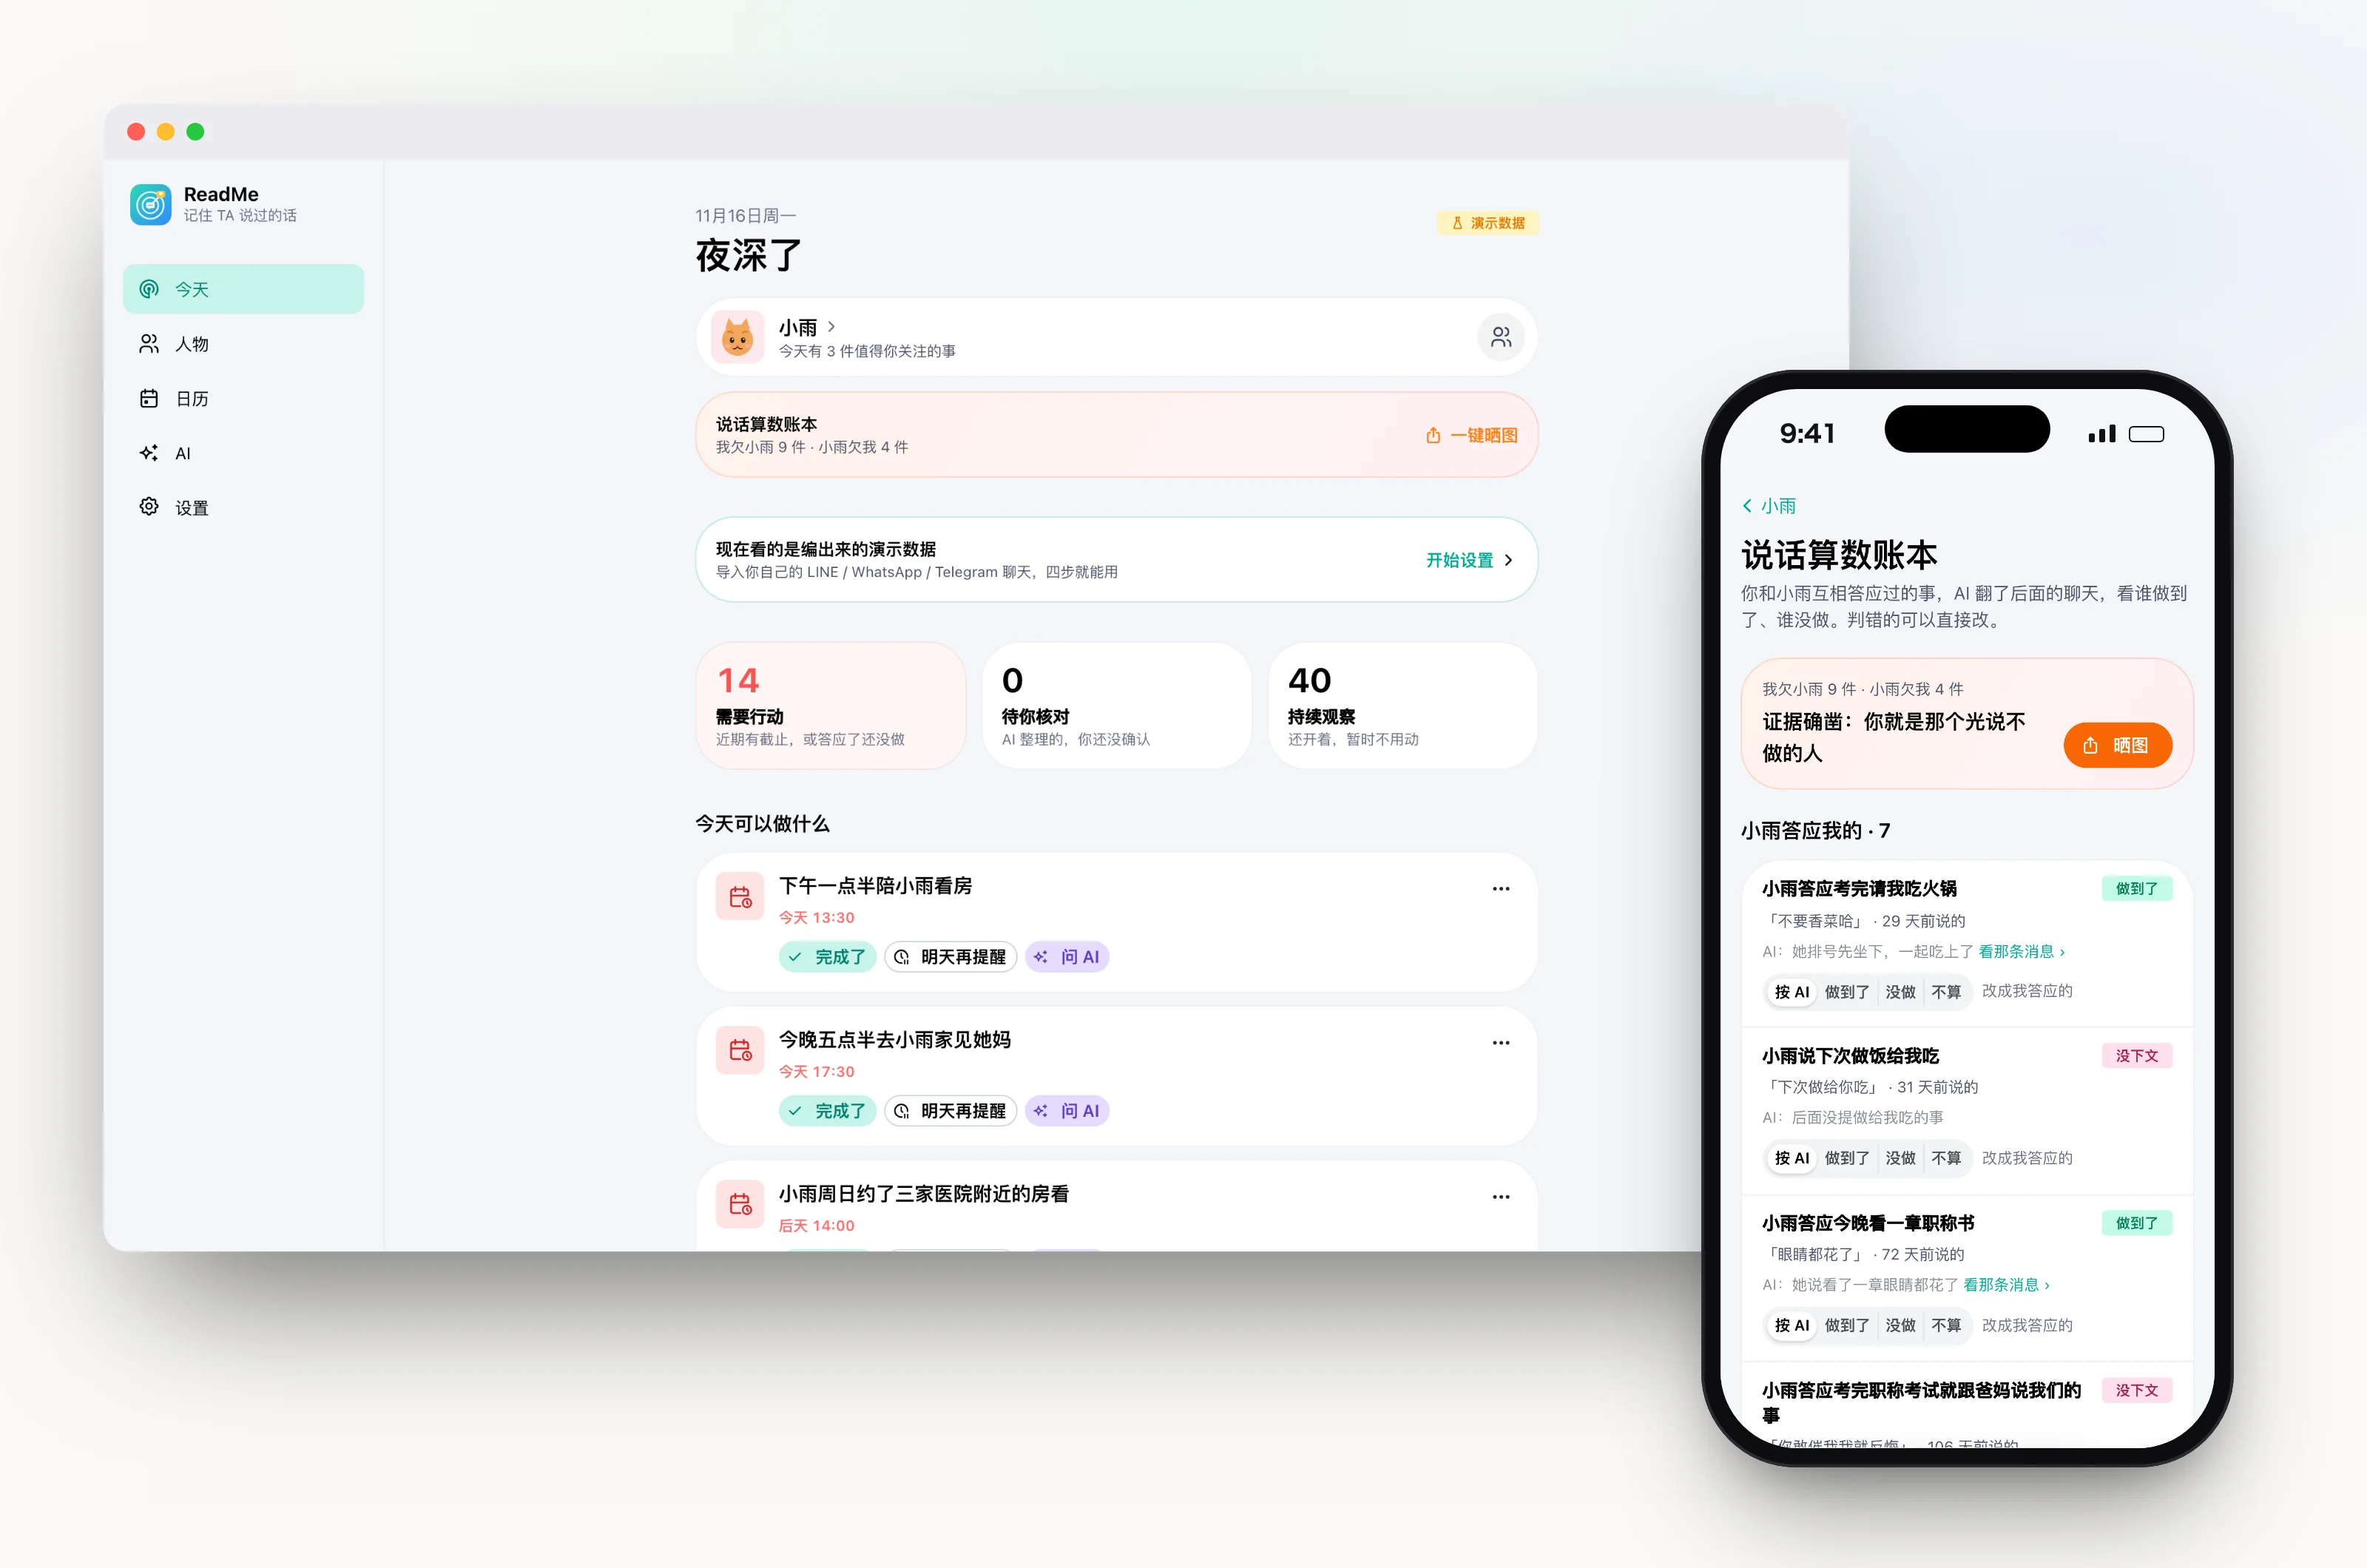 ReadMe
记住 TA 说过的话
今天
人物
日历
AI
设置
11月16日周一
夜深了
演示数据
小雨
今天有 3 件值得你关注的事
说话算数账本
我欠小雨 9 件 · 小雨欠我 4 件
一键晒图
现在看的是编出来的演示数据
导入你自己的 LINE / WhatsApp / Telegram 聊天，四步就能用
开始设置
14
需要行动
近期有截止，或答应了还没做
0
待你核对
AI 整理的，你还没确认
40
持续观察
还开着，暂时不用动
今天可以做什么
下午一点半陪小雨看房
今天 13:30
完成了 明天再提醒 问 AI
今晚五点半去小雨家见她妈
今天 17:30
完成了 明天再提醒 问 AI
小雨周日约了三家医院附近的房看
后天 14:00
9:41
小雨
说话算数账本
你和小雨互相答应过的事，AI 翻了后面的聊天，看谁做到
了、谁没做。判错的可以直接改。
我欠小雨 9 件 · 小雨欠我 4 件
证据确凿：你就是那个光说不
做的人
晒图
小雨答应我的 · 7
小雨答应考完请我吃火锅
做到了
「不要香菜哈」 · 29 天前说的
AI：她排号先坐下，一起吃上了 看那条消息 ›
按 AI 做到了 没做 不算 改成我答应的
小雨说下次做饭给我吃
没下文
「下次做给你吃」 · 31 天前说的
AI：后面没提做给我吃的事
按 AI 做到了 没做 不算 改成我答应的
小雨答应今晚看一章职称书
做到了
「眼睛都花了」 · 72 天前说的
AI：她说看了一章眼睛都花了 看那条消息 ›
按 AI 做到了 没做 不算 改成我答应的
小雨答应考完职称考试就跟爸妈说我们的
事
没下文
「你敢催我我就反悔」 · 106 天前说的